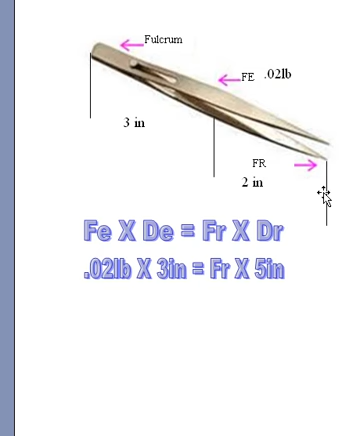 Fulcrum
FE .02lb
3 in
FR
2 in
Fe X De = Fr X Dr
.02lb X 3in = Fr X 5in